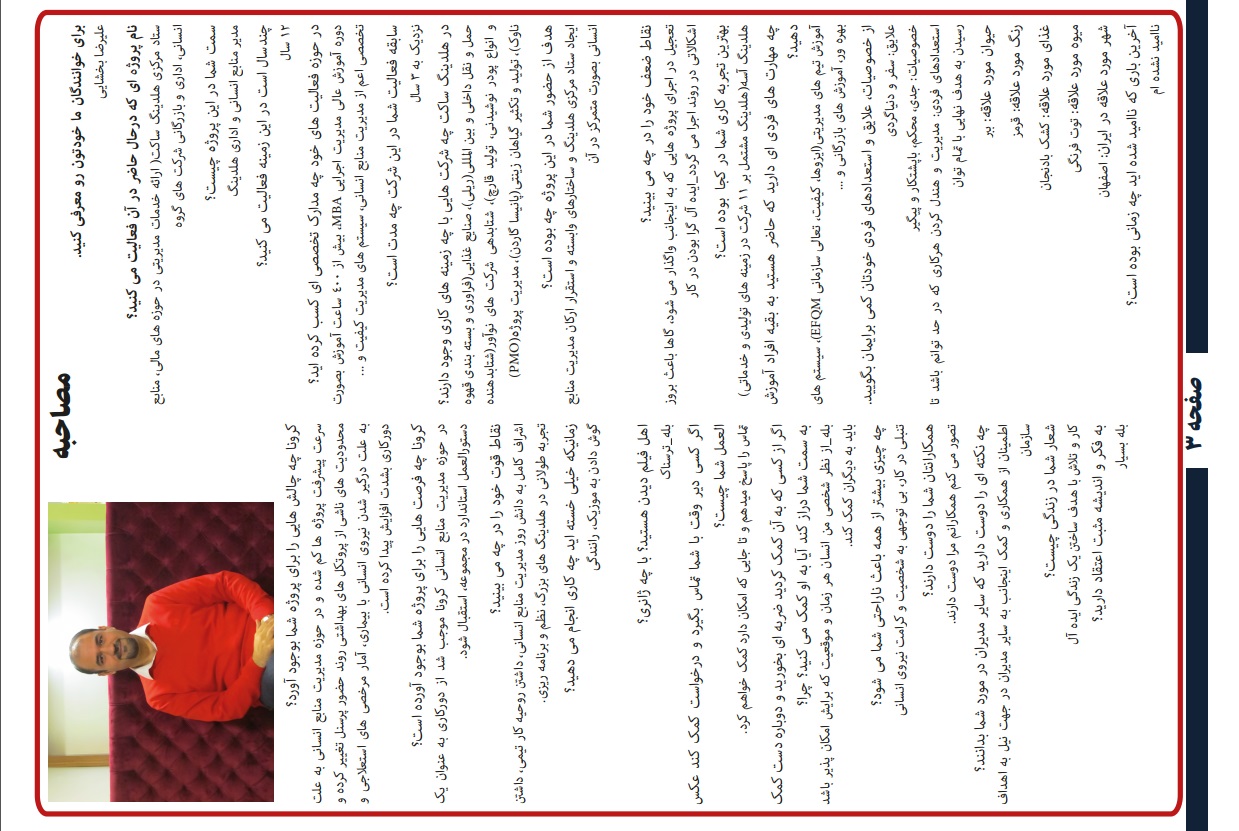 مصاحبه
برای خوانندگان ما خودتون رو معرفی کنید.
علیرضا بخشایی
نام پروژه ای که درحال حاضر در آن فعالیت می کنید؟
ستاد مرکزی هلدینگ ساکت( ارائه خدمات مدیریتی در حوزه های مالی، منابع
انسانی، اداری و بازرگانی شرکت های گروه
سمت شما در این پروژه چیست؟
مدیر منابع انسانی و اداری هلدینگ
چندسال است در این زمینه فعالیت می کنید؟
۱۲ سال
در حوزه فعالیت های خود چه مدارک تخصصی ای کسب کرده اید؟
دوره آموزش عالی مدیریت اجرایی MBA، بیش از ٤٠٠ ساعت آموزش بصورت
تخصصی اعم از مدیریت منابع انسانی، سیستم های مدیریت کیفیت و ...
سابقه فعالیت شما در این شرکت چه مدت است؟
نزدیک به ۳ سال
در هلدینگ ساکت چه شرکت هایی با چه زمینه های کاری وجود دارند؟
حمل و نقل داخلی و بین المللی(ریلی)، صنایع غذایی(فراوری و بسته بندی قهوه
و انواع پودر نوشیدنی، تولید قارچ)، شتابدهی شرکت های نوآور(شتابدهنده
ناوک)، تولید و تکثیر گیاهان زینتی(پانیسا گاردن)، مدیریت پروژه(PMO)
هدف از حضور شما در این پروژه چه بوده است؟
ایجاد ستاد مرکزی هلدینگ و ساختارهای وابسته و استقرار ارکان مدیریت منابع
انسانی بصورت متمرکز در آن
نقاط ضعف خود را در چه می بینید؟
تعجیل در اجرای پروژه هایی که به اینجانب واگذار می شود، گاها باعث بروز
اشکالاتی در روند اجرا می گردد_ایده آل گرا بودن در کار
بهترین تجربه کاری شما در کجا بوده است؟
هلدینگ آسه(هلدینگ مشتمل بر ۱۱ شرکت در زمینه های تولیدی و خدماتی)
چه مهارت های فردی ای دارید که حاضر هستید به بقیه افراد آموزش
دهید؟
آموزش تیم های مدیریتی(ایزوها، کیفیت، تعالی سازمانی EFQM)، سیستم های
بهره ور، آموزش های بازرگانی و ...
از خصوصیات، علایق و استعدادهای فردی خودتان کمی برایمان بگویید.
علایق: سفر و دنیاگردی
خصوصیات: جدی، محکم، باپشتکار و پیگیر
استعدادهای فردی: مدیریت و هندل کردن هرکاری که در حد توانم باشد تا
رسیدن به هدف نهایی با تمام توان
حیوان مورد علاقه: ببر
رنگ مورد علاقه: قرمز
غذای مورد علاقه: کشک بادنجان
میوه مورد علاقه: توت فرنگی
شهر مورد علاقه در ایران: اصفهان
آخرین باری که ناامید شده اید چه زمانی بوده است؟
ناامید نشده ام
کرونا چه چالش هایی را برای پروژه شما بوجود آورد؟
سرعت پیشرفت پروژه ها کم شده و در حوزه مدیریت منابع انسانی به علت
محدودیت های ناشی از پروتکل های بهداشتی روند حضور پرسنل تغییر کرده و
به علت درگیر شدن نیروی انسانی با بیماری، آمار مرخصی های استعلاجی و
دورکاری بشدت افزایش پیدا کرده است.
کرونا چه فرصت هایی را برای پروژه شما بوجود آورده است؟
در حوزه مدیریت منابع انسانی کرونا موجب شد از دورکاری به عنوان یک
دستورالعمل استاندارد در مجموعه، استقبال شود.
نقاط قوت خود را در چه می بینید؟
اشراف کامل به دانش روز مدیریت منابع انسانی، داشتن روحیه کار تیمی، داشتن
تجربه طولانی در هلدینگ های بزرگ، نظم و برنامه ریزی.
زمانیکه خیلی خسته اید چه کاری انجام می دهید؟
گوش دادن به موزیک، رانندگی
اهل فیلم دیدن هستید؟ با چه ژانری؟
بله_ترسناک
اگر کسی دیر وقت با شما تماس بگیرد و درخواست کمک کند عکس
العمل شما چیست؟
تماس را پاسخ میدهم و تا جایی که امکان دارد کمک خواهم کرد.
اگر از کسی که به آن کمک کردید ضربه ای بخورید و دوباره دست کمک
به سمت شما دراز کند آیا به او کمک می کنید؟ چرا؟
بله_از نظر شخصی من انسان هر زمان و موقعیت که برایش امکان پذیر باشد
باید به دیگران کمک کند.
چه چیزی بیشتر از همه باعث ناراحتی شما می شود؟
تنبلی در کار، بی توجهی به شخصیت و کرامت نیروی انسانی
همکارانتان شما را دوست دارند؟
تصور می کنم همکارانم مرا دوست دارند.
چه نکته ای را دوست دارید که سایر مدیران در مورد شما بدانند؟
اطمینان از همکاری و کمک اینجانب به سایر مدیران در جهت نیل به اهداف
سازمان
شعار شما در زندگی چیست؟
کار و تلاش با هدف ساختن یک زندگی ایده آل
به فکر و اندیشه مثبت اعتقاد دارید؟
بله بسیار
صفحه ۳